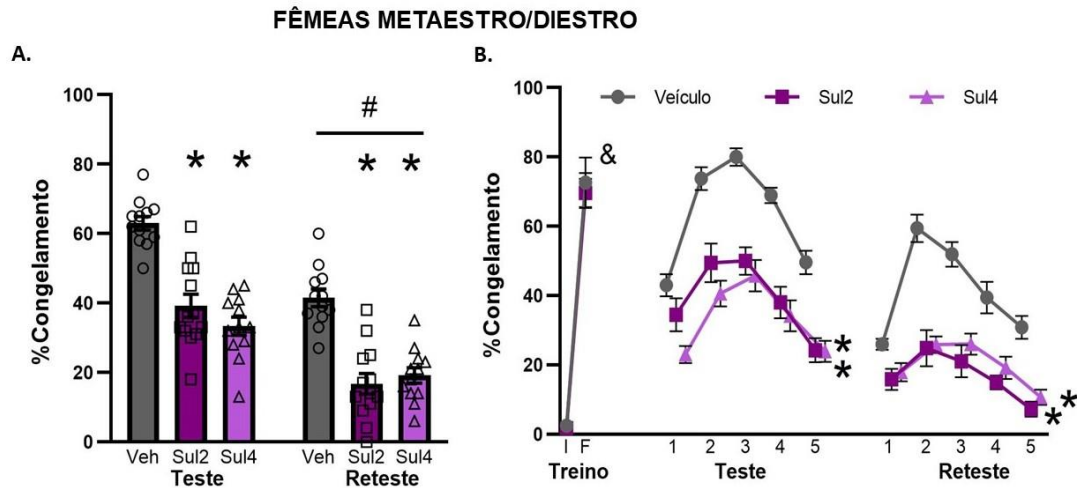 FÊMEAS METAESTRO/DIESTRO
A.
%Congelamento
100
80
60
40
20
0
#
* *
* *
Veh Sul2 Sul4 Veh Sul2 Sul4
Teste Reteste
B.
%Congelamento
100
80
60
40
20
0
Veículo Sul2 Sul4
&
*
*
*
*
I F 1 2 3 4 5 1 2 3 4 5
Treino Teste Reteste